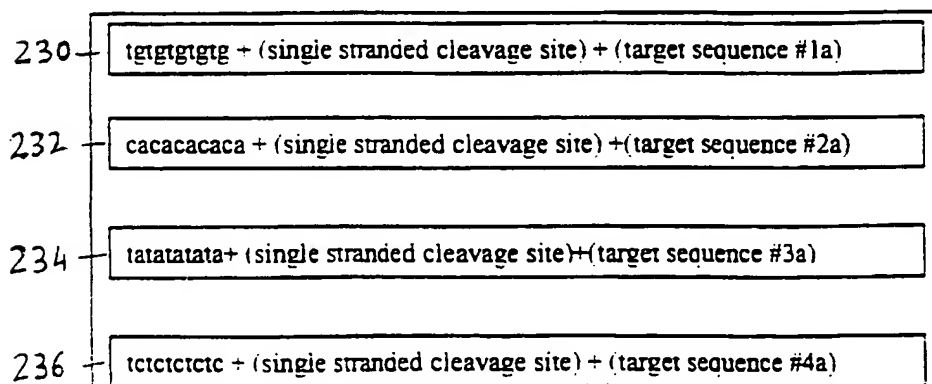 230 tgtgtgtgtg + (single stranded cleavage site) + (target sequence #1a)
232 cacacacaca + (single stranded cleavage site) +(target sequence #2a)
234 tatatatata+ (single stranded cleavage site)+(target sequence #3a)
236 tctctctctc + (single stranded cleavage site) + (target sequence #4a)